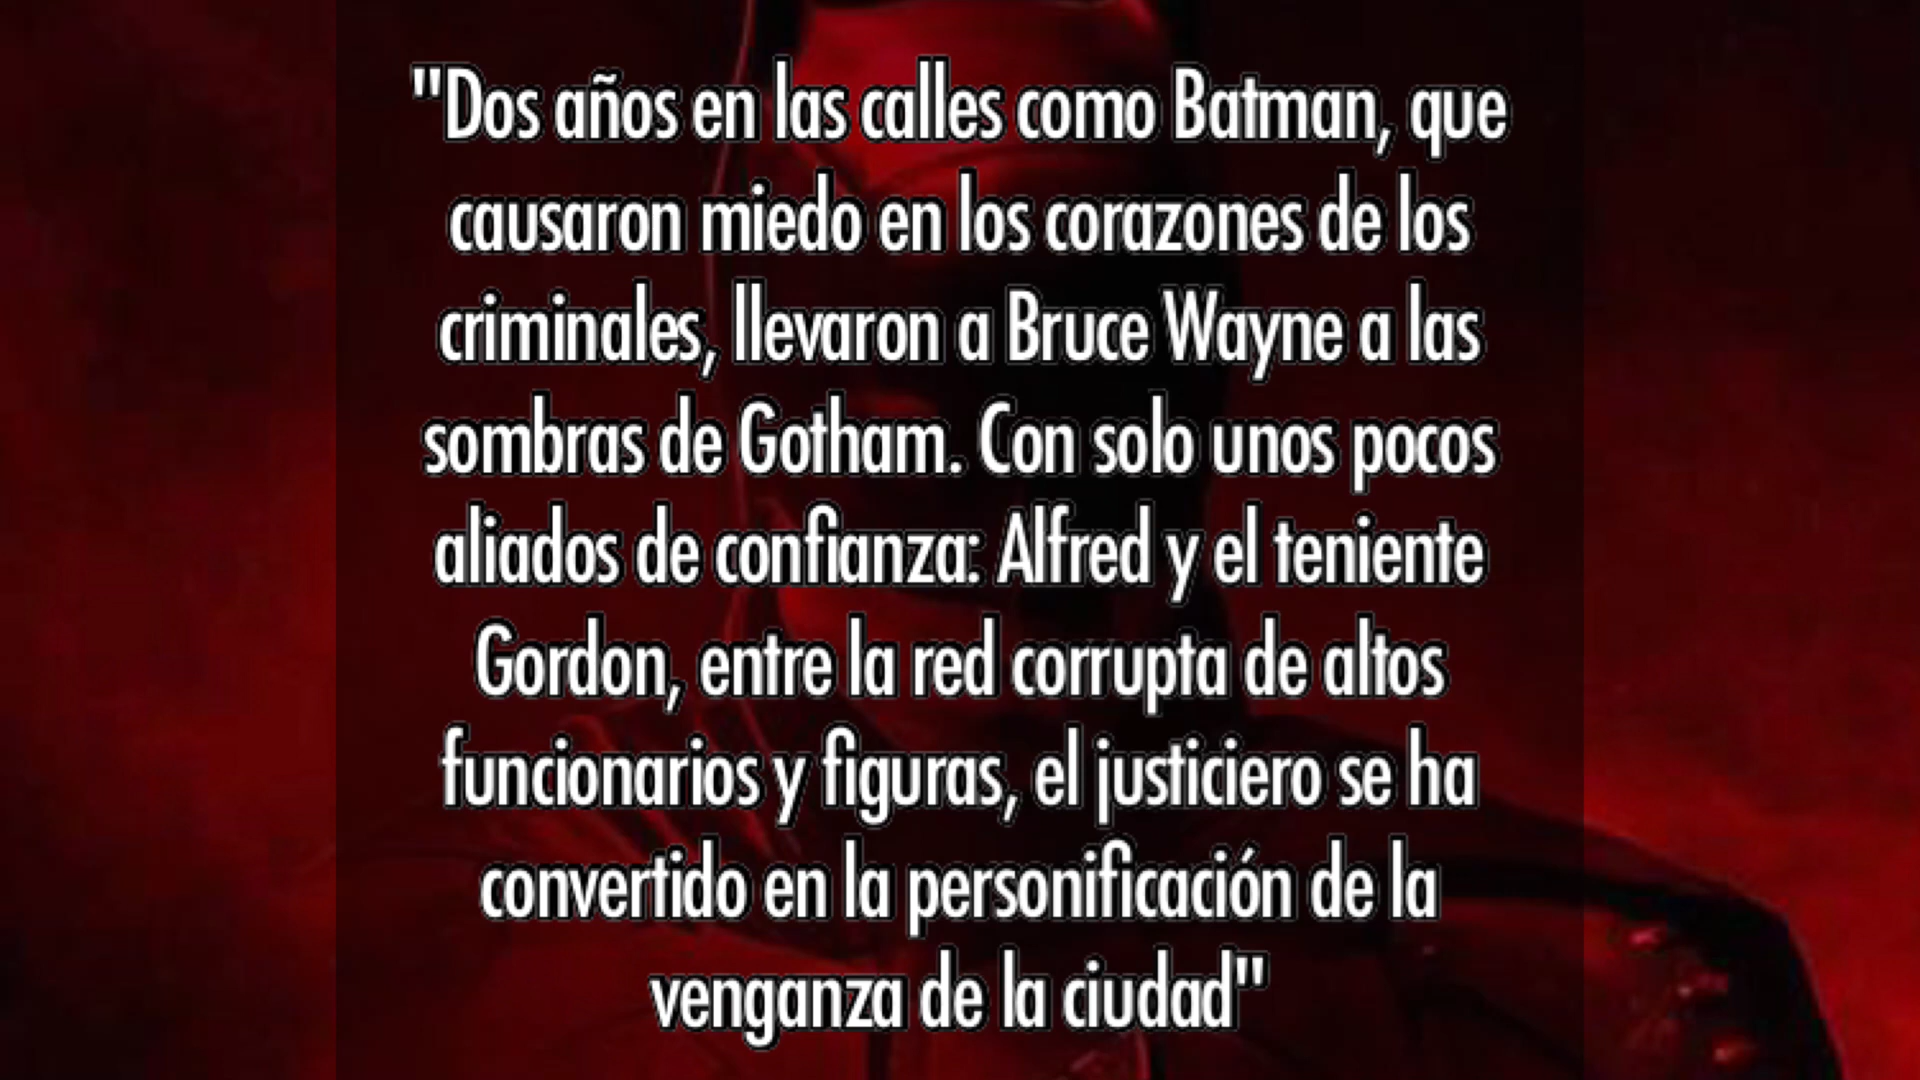 "Dos años en las calles como Batman, que
causaron miedo en los corazones de los
criminales, llevaron a Bruce Wayne a las
sombras de Gotham. Con solo unos pocos
aliados de confianza: Alfred y el teniente
Gordon, entre la red corrupta de altos
funcionarios y figuras, el justiciero se ha
convertido en la personificación de la
venganza de la ciudad"